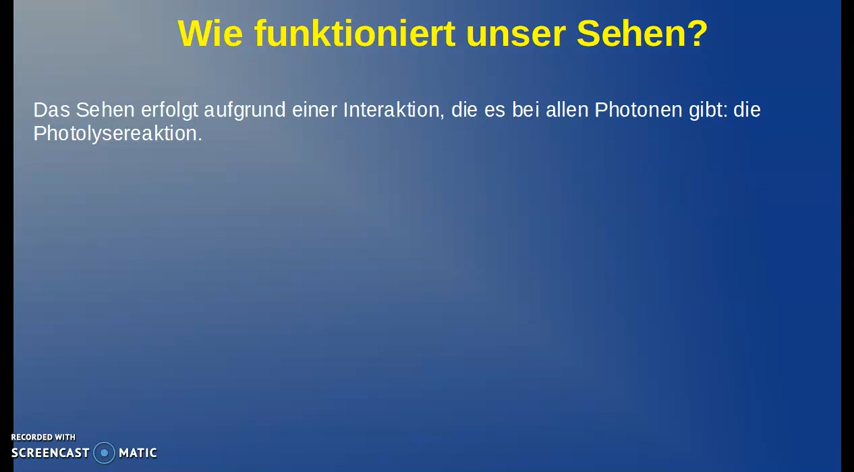 Wie funktioniert unser Sehen?
Das Sehen erfolgt aufgrund einer Interaktion, die es bei allen Photonen gibt: die
Photolysereaktion.
RECORDED WITH
SCREENCAST MATIC